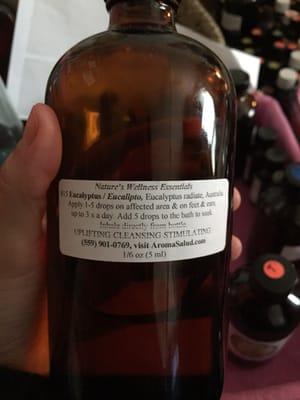 Nature's Wellness Essentials
#15 Eucalyptus / Eucalipto, Eucalyptus radiate, Australia
Apply 1-5 drops on affected area & on feet & ears,
up to 3 x a day. Add 5 drops to the bath to soak
Inhale directly from bottle
UPLIFTING CLEANSING STIMULATING
(559) 901-0769, visit AromaSalud.com
1/6 oz (5 ml)